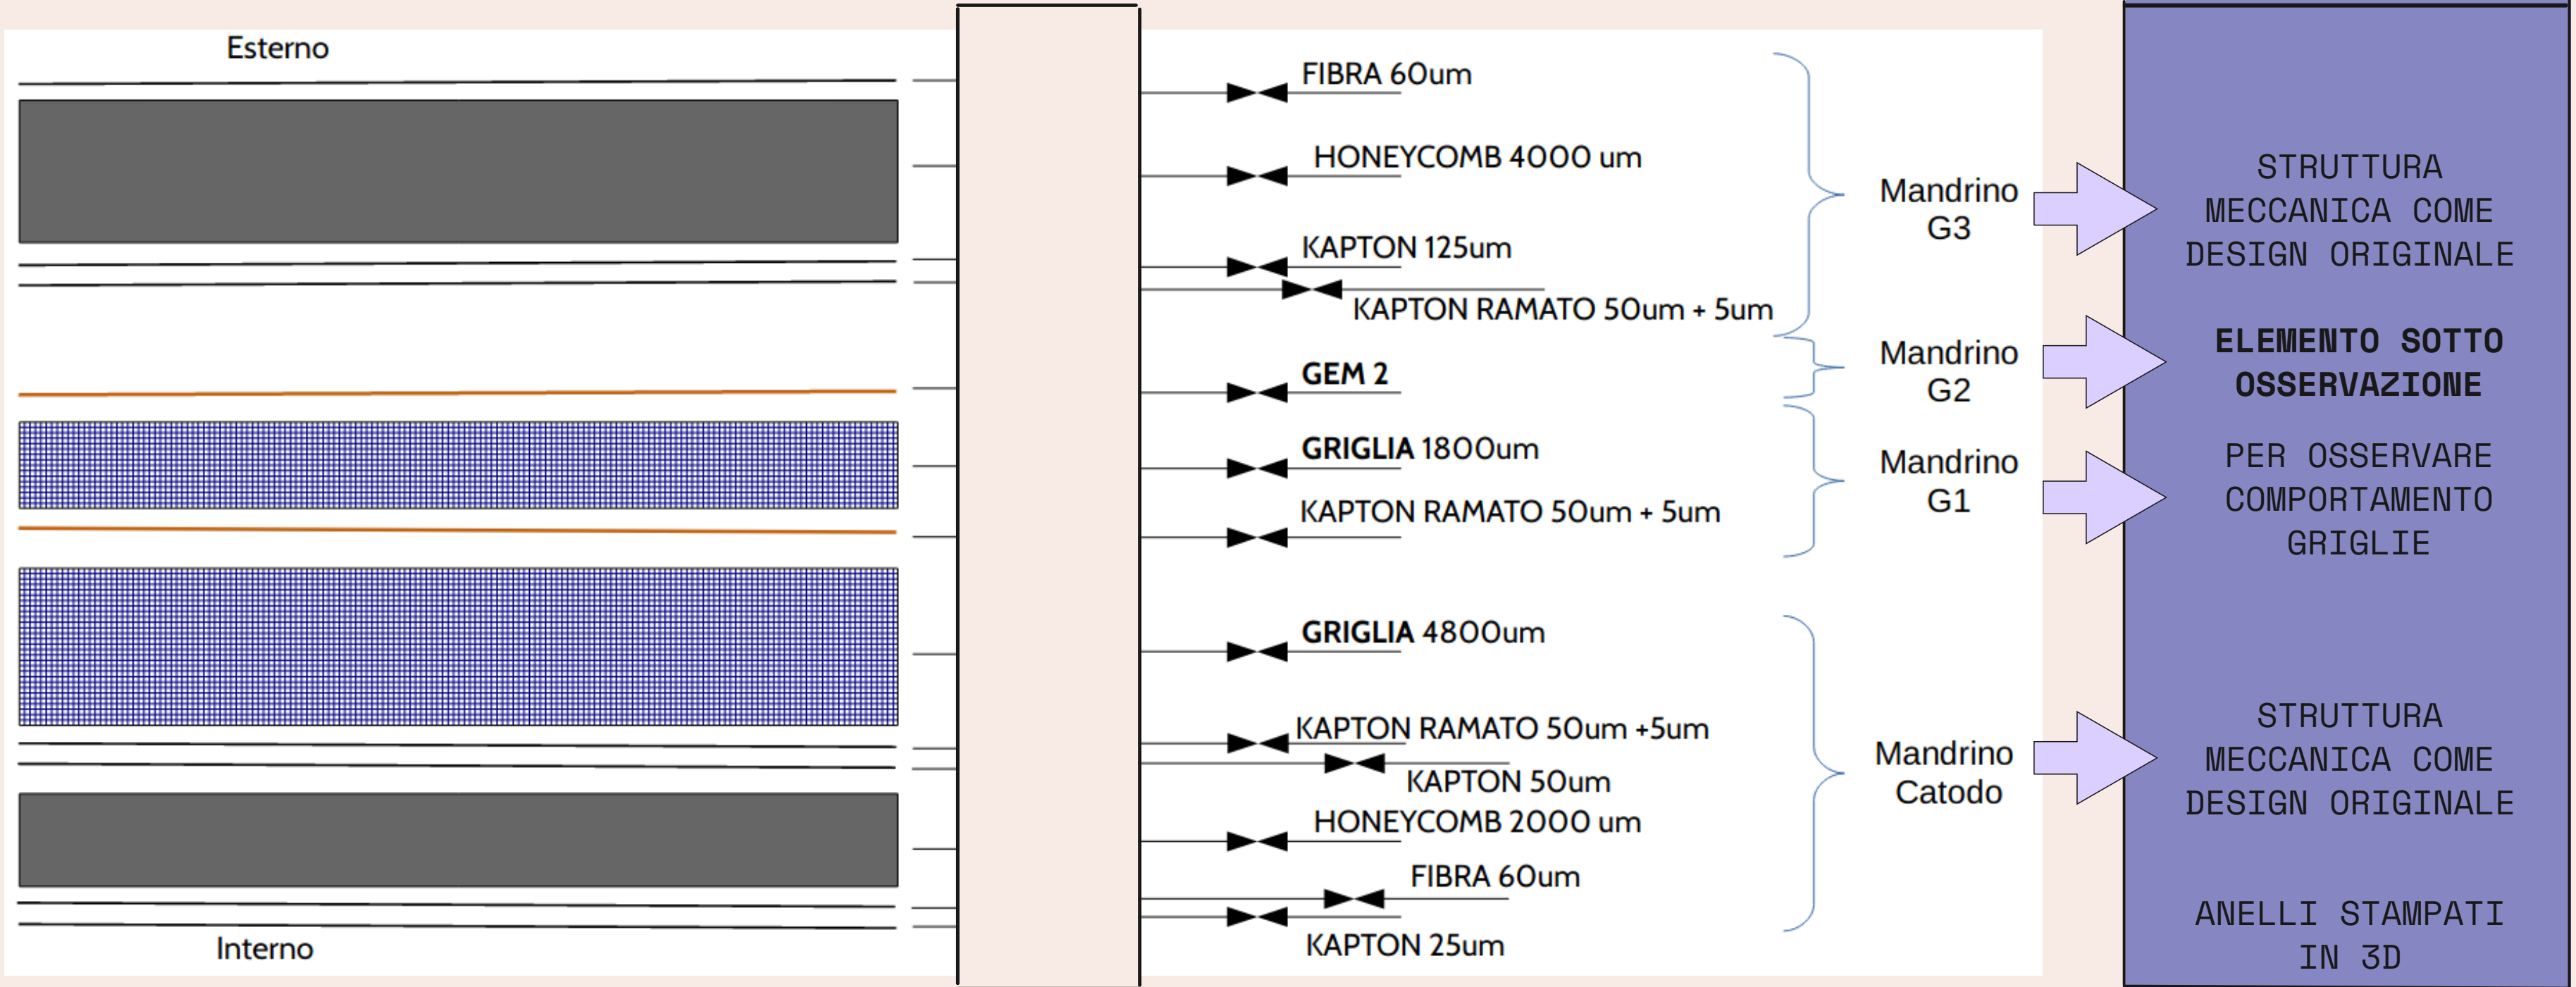 Esterno
Interno
FIBRA 60um
HONEYCOMB 4000 um
KAPTON 125um
KAPTON RAMATO 50um + 5um
GEM 2
GRIGLIA 1800um
KAPTON RAMATO 50um + 5um
GRIGLIA 4800um
KAPTON RAMATO 50um +5um
KAPTON 50um
HONEYCOMB 2000 um
FIBRA 60um
KAPTON 25um
Mandrino
G3
Mandrino
G2
Mandrino
G1
Mandrino
Catodo
STRUTTURA
MECCANICA COME
DESIGN ORIGINALE
ELEMENTO SOTTO
OSSERVAZIONE
PER OSSERVARE
COMPORTAMENTO
GRIGLIE
STRUTTURA
MECCANICA COME
DESIGN ORIGINALE
ANELLI STAMPATI
IN 3D